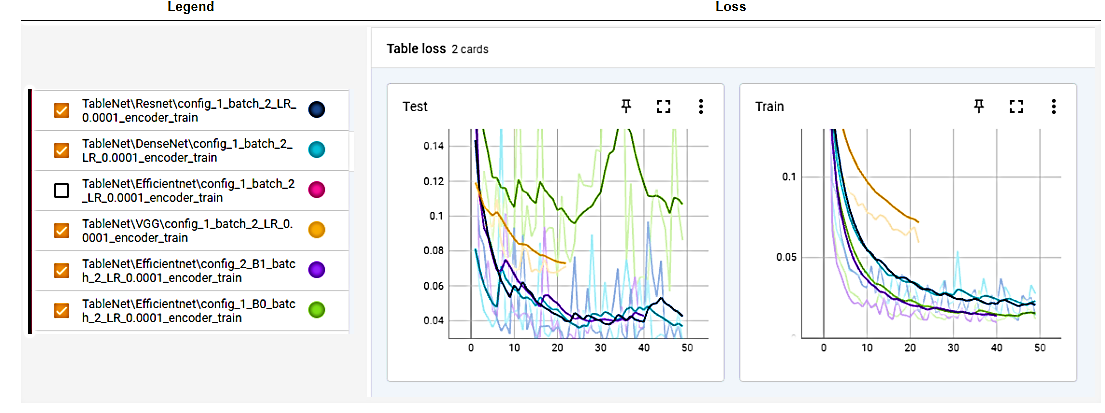 Legend
Loss
TableNet\Resnet\config_1_batch_2_LR_
0.0001_encoder_train
TableNet\DenseNet\config_1_batch_2_
LR_0.0001_encoder_train
TableNet\Efficientnet\config_1_batch_2
_LR_0.0001_encoder_train
TableNet\VGG\config_1_batch_2_LR_0.
0001_encoder_train
TableNet\Efficientnet\config_2_B1_batc
h_2_LR_0.0001_encoder_train
TableNet\Efficientnet\config_1_B0_batc
h_2_LR_0.0001_encoder_train
Table loss 2 cards
Test
0.14
0.12
0.1
0.08
0.06
0.04
0 10 20 30 40 50
Train
0.1
0.05
0 10 20 30 40 50